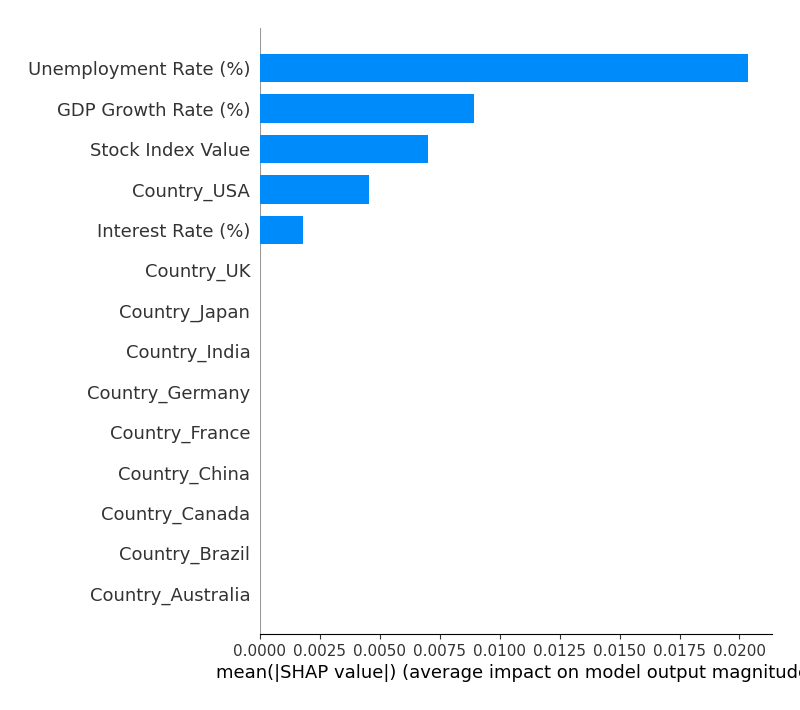 Unemployment Rate (%)
GDP Growth Rate (%)
Stock Index Value
Country_USA
Interest Rate (%)
Country_UK
Country_Japan
Country_India
Country_Germany
Country_France
Country_China
Country_Canada
Country_Brazil
Country_Australia
0.0000 0.0025 0.0050 0.0075 0.0100 0.0125 0.0150 0.0175 0.0200
mean(|SHAP value|) (average impact on model output magnitude